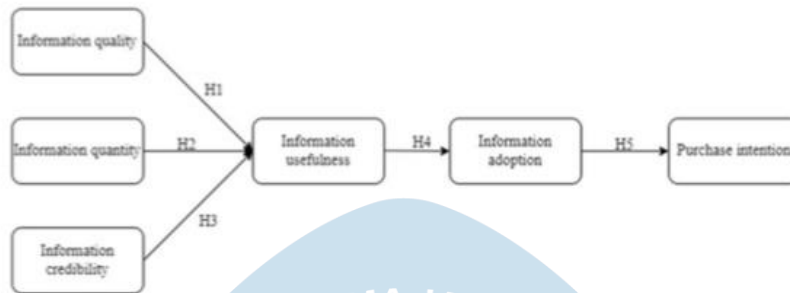 Information quality
H1
Information quantity
H2
Information
usefulness
H4
Information
adoption
H5
Purchase intention
H3
Information
credibility